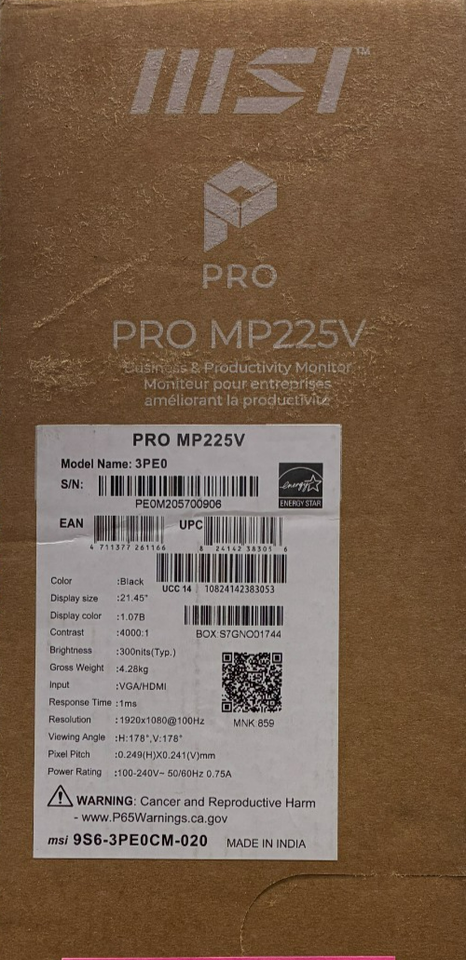 msi™
PRO
PRO MP225V
Business & Productivity Monitor
Moniteur pour entreprises
améliorant la productivité
PRO MP225V
Model Name: 3PE0
S/N:
PE0M205700906
energy
ENERGY STAR
EAN
UPC
4 711377 261166
8 24142 38305 6
UCC 14 10824142383053
Color :Black
Display size :21.45"
Display color :1.07B
BOX S7GNO01744
Contrast :4000:1
Brightness :300nits(Typ.)
Gross Weight :4.28kg
Input :VGA/HDMI
Response Time :1ms
Resolution :1920x1080@100Hz
MNK 859
Viewing Angle :H:178°,V:178°
Pixel Pitch :0.249(H)X0.241(V)mm
Power Rating :100-240V~ 50/60Hz 0.75A
WARNING: Cancer and Reproductive Harm
- www.P65Warnings.ca.gov
msi 9S6-3PE0CM-020 MADE IN INDIA